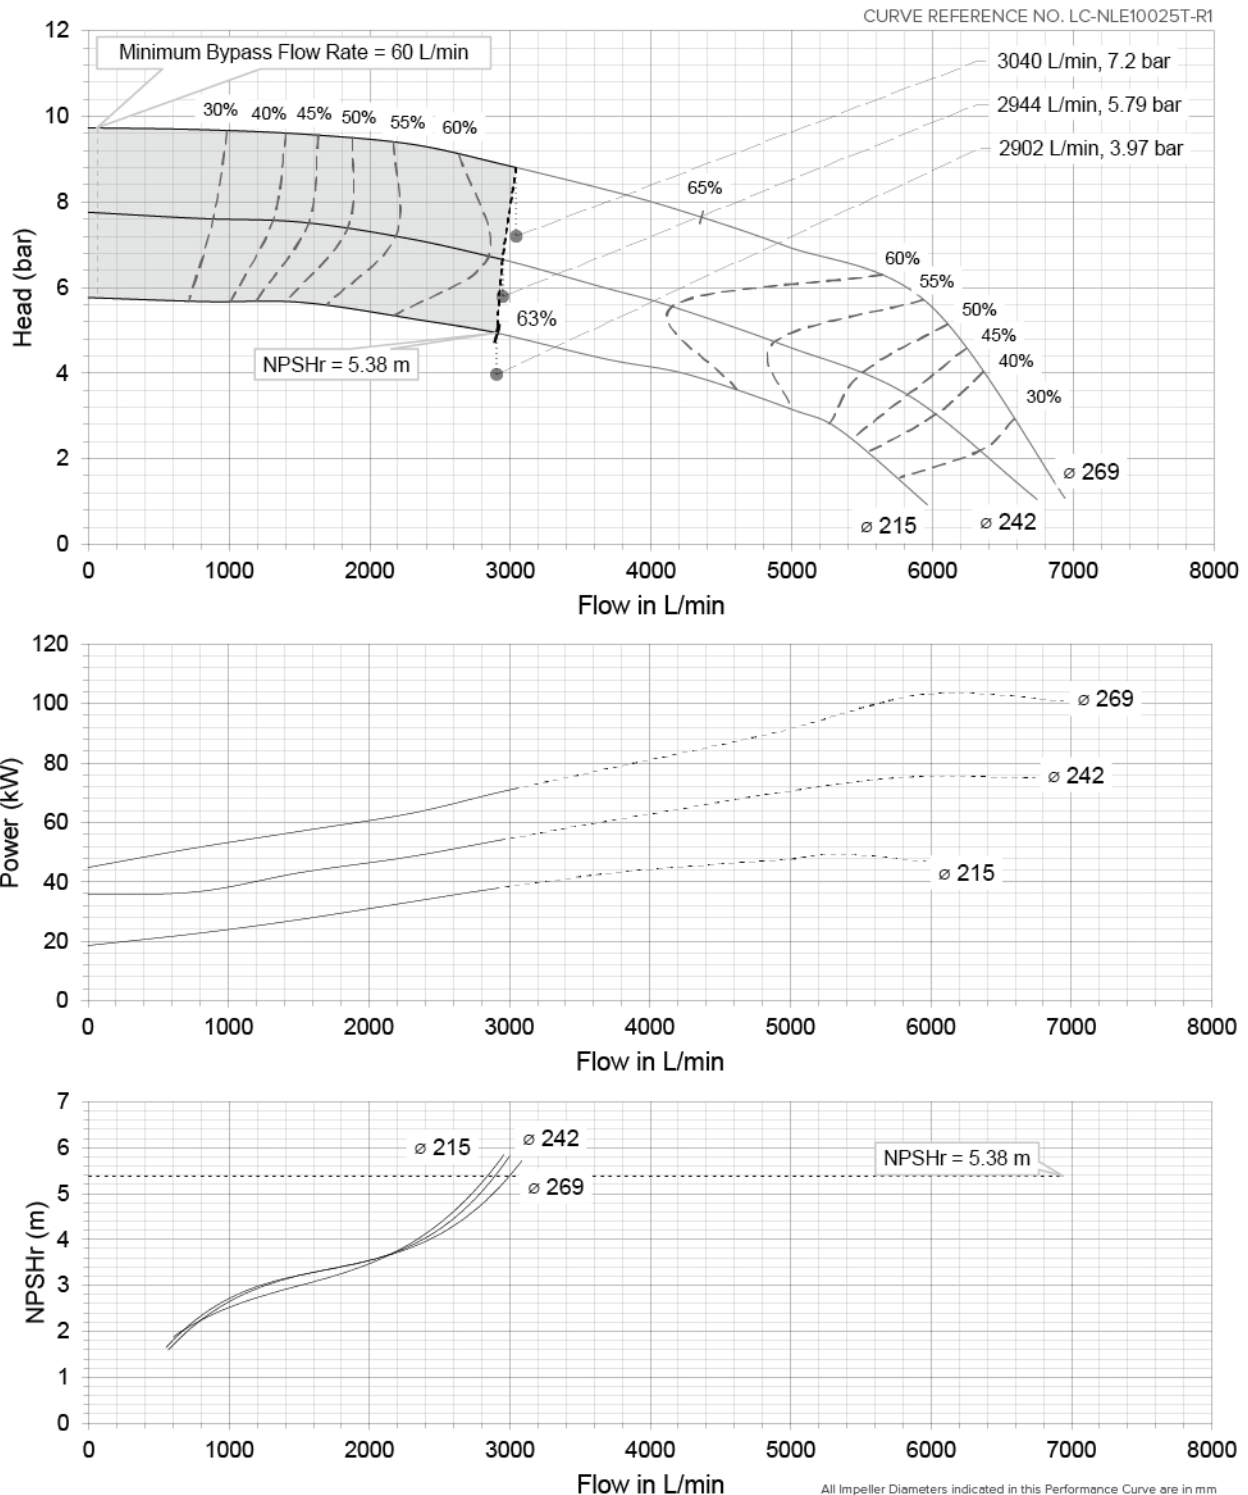 CURVE REFERENCE NO. LC-NLE10025T-R1
12
10
8
6
4
2
0
Head (bar)
Minimum Bypass Flow Rate = 60 L/min
3040 L/min, 7.2 bar
2944 L/min, 5.79 bar
2902 L/min, 3.97 bar
30%
40%
45%
50%
55%
60%
65%
60%
55%
50%
45%
40%
30%
63%
NPSHr = 5.38 m
⌀ 269
⌀ 242
⌀ 215
0 1000 2000 3000 4000 5000 6000 7000 8000
Flow in L/min
120
100
80
60
40
20
0
Power (kW)
⌀ 269
⌀ 242
⌀ 215
0 1000 2000 3000 4000 5000 6000 7000 8000
Flow in L/min
7
6
5
4
3
2
1
0
NPSHr (m)
⌀ 215
⌀ 242
⌀ 269
NPSHr = 5.38 m
0 1000 2000 3000 4000 5000 6000 7000 8000
Flow in L/min
All Impeller Diameters indicated in this Performance Curve are in mm